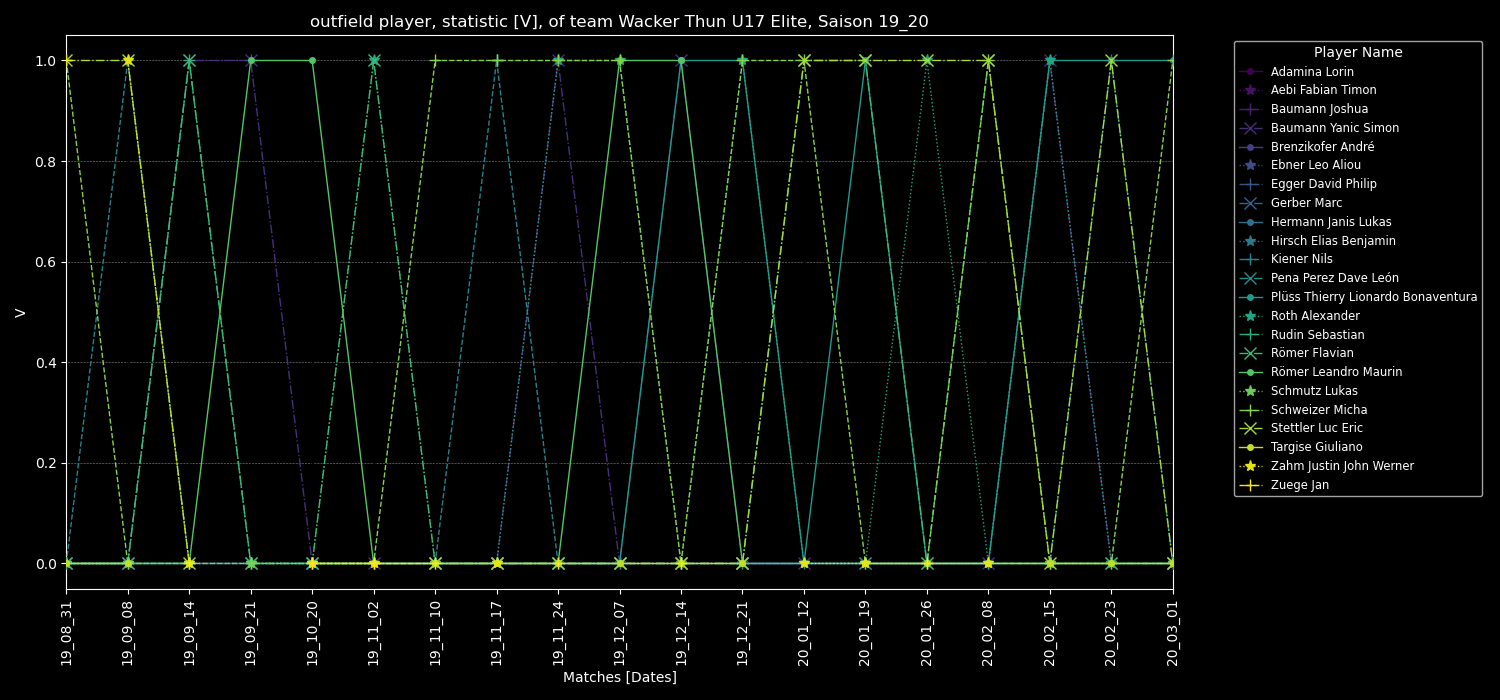 outfield player, statistic [V], of team Wacker Thun U17 Elite, Saison 19_20
V
1.0
0.8
0.6
0.4
0.2
0.0
19_08_31
19_09_08
19_09_14
19_09_21
19_10_20
19_11_02
19_11_10
19_11_17
19_11_24
19_12_07
19_12_14
19_12_21
20_01_12
20_01_19
20_01_26
20_02_08
20_02_15
20_02_23
20_03_01
Matches [Dates]
Player Name
Adamina Lorin
Aebi Fabian Timon
Baumann Joshua
Baumann Yanic Simon
Brenzikofer André
Ebner Leo Aliou
Egger David Philip
Gerber Marc
Hermann Janis Lukas
Hirsch Elias Benjamin
Kiener Nils
Pena Perez Dave León
Plüss Thierry Lionardo Bonaventura
Roth Alexander
Rudin Sebastian
Römer Flavian
Römer Leandro Maurin
Schmutz Lukas
Schweizer Micha
Stettler Luc Eric
Targise Giuliano
Zahm Justin John Werner
Zuege Jan